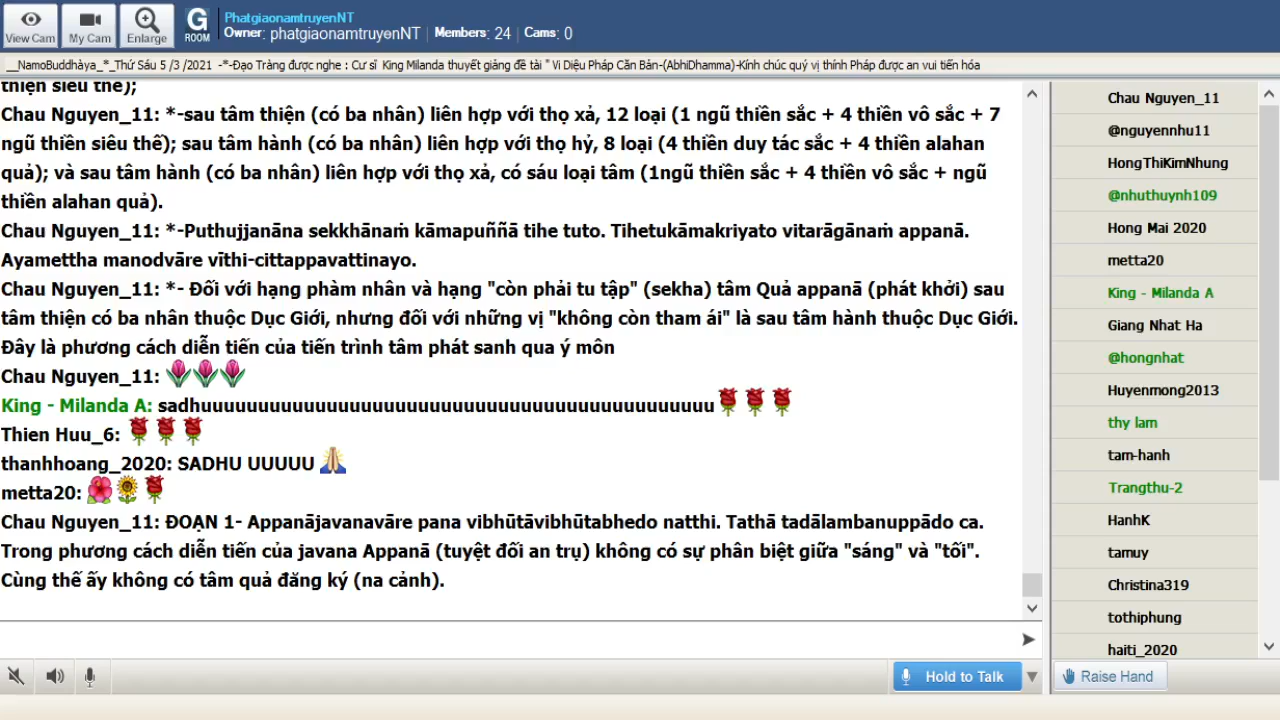 View Cam
My Cam
Enlarge
G
ROOM
PhatgiaonamtruyenNT
Owner: phatgiaonamtruyenNT | Members: 24 | Cams: 0
__NamoBuddhàya_*_Thứ Sáu 5 /3 /2021 -*-Đạo Tràng được nghe : Cư sĩ King Milanda thuyết giảng đề tài " Vi Diệu Pháp Căn Bản-(AbhiDhamma)-Kính chúc quý vị thính Pháp được an vui tiến hóa
thiện siêu thế);
Chau Nguyen_11: *-sau tâm thiện (có ba nhân) liên hợp với thọ xả, 12 loại (1 ngũ thiền sắc + 4 thiền vô sắc + 7
ngũ thiền siêu thế); sau tâm hành (có ba nhân) liên hợp với thọ hỷ, 8 loại (4 thiền duy tác sắc + 4 thiền alahan
quả); và sau tâm hành (có ba nhân) liên hợp với thọ xả, có sáu loại tâm (1ngũ thiền sắc + 4 thiền vô sắc + ngũ
thiền alahan quả).
Chau Nguyen_11: *-Puthujjanāna sekkhānaṁ kāmapuññā tihe tuto. Tihetukāmakriyato vitarāgānaṁ appanā.
Ayamettha manodvāre vīthi-cittappavattinayo.
Chau Nguyen_11: *- Đối với hạng phàm nhân và hạng "còn phải tu tập" (sekha) tâm Quả appanā (phát khởi) sau
tâm thiện có ba nhân thuộc Dục Giới, nhưng đối với những vị "không còn tham ái" là sau tâm hành thuộc Dục Giới.
Đây là phương cách diễn tiến của tiến trình tâm phát sanh qua ý môn
Chau Nguyen_11:
King - Milanda A: sadhuuuuuuuuuuuuuuuuuuuuuuuuuuuuuuuuuuuuuuuuuuuuu
Thien Huu_6:
thanhhoang_2020: SADHU UUUUU
metta20:
Chau Nguyen_11: ĐOẠN 1- Appanājavanavāre pana vibhūtāvibhūtabhedo natthi. Tathā tadālambanuppādo ca.
Trong phương cách diễn tiến của javana Appanā (tuyệt đối an trụ) không có sự phân biệt giữa "sáng" và "tối".
Cùng thế ấy không có tâm quả đăng ký (na cảnh).
Hold to Talk
Chau Nguyen_11
@nguyennhu11
HongThiKimNhung
@nhuthuynh109
Hong Mai 2020
metta20
King - Milanda A
Giang Nhat Ha
@hongnhat
Huyenmong2013
thy lam
tam-hanh
Trangthu-2
HanhK
tamuy
Christina319
tothiphung
haiti_2020
Raise Hand